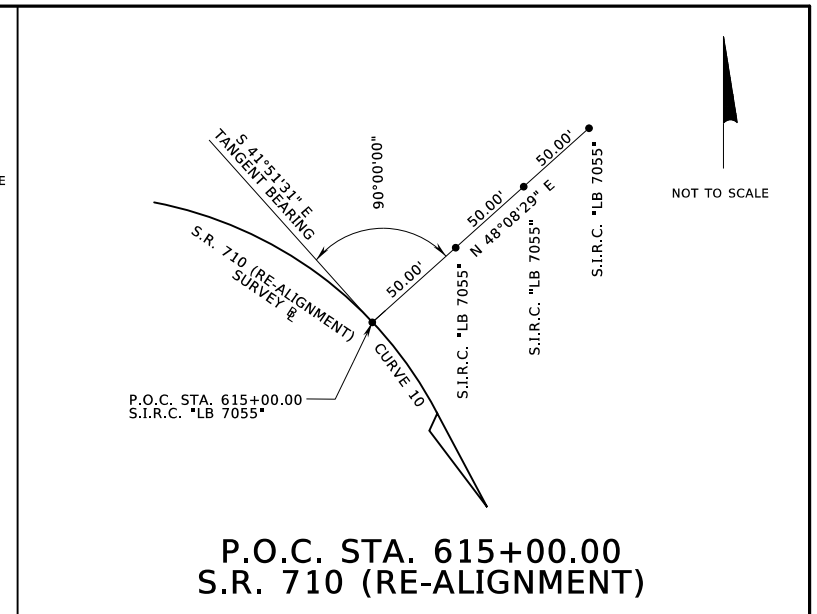 E
S 41°51'31" E
TANGENT BEARING
90°00'00"
50.00'
50.00'
50.00'
N 48°08'29" E
S.I.R.C. "LB 7055"
S.I.R.C. "LB 7055"
S.I.R.C. "LB 7055"
NOT TO SCALE
S.R. 710 (RE-ALIGNMENT)
SURVEY ℄
CURVE 10
P.O.C. STA. 615+00.00
S.I.R.C. "LB 7055"
P.O.C. STA. 615+00.00
S.R. 710 (RE-ALIGNMENT)